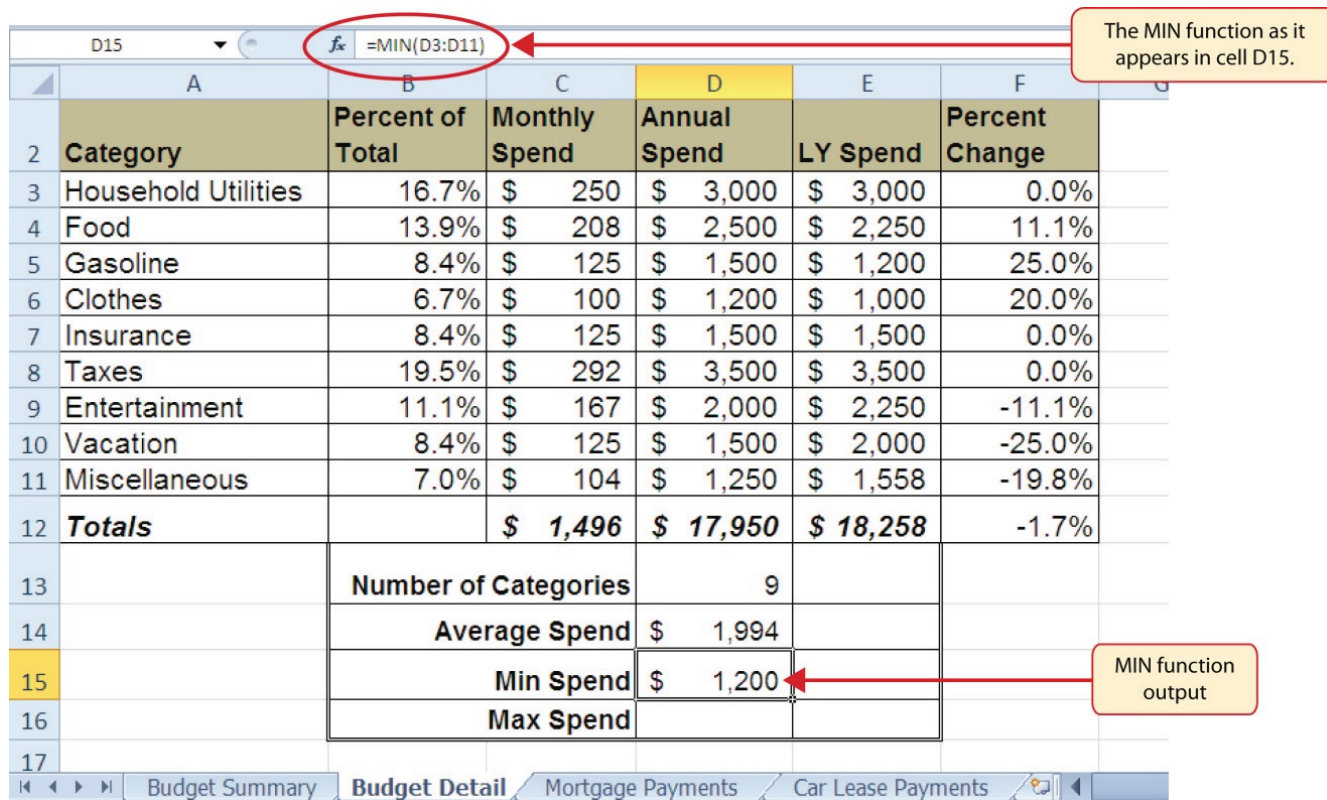 The MIN function as it
appears in cell D15.
D15 fx =MIN(D3:D11)
A B C D E F G
2 Category Percent of Total Monthly Spend Annual Spend LY Spend Percent Change
3 Household Utilities 16.7% $ 250 $ 3,000 $ 3,000 0.0%
4 Food 13.9% $ 208 $ 2,500 $ 2,250 11.1%
5 Gasoline 8.4% $ 125 $ 1,500 $ 1,200 25.0%
6 Clothes 6.7% $ 100 $ 1,200 $ 1,000 20.0%
7 Insurance 8.4% $ 125 $ 1,500 $ 1,500 0.0%
8 Taxes 19.5% $ 292 $ 3,500 $ 3,500 0.0%
9 Entertainment 11.1% $ 167 $ 2,000 $ 2,250 -11.1%
10 Vacation 8.4% $ 125 $ 1,500 $ 2,000 -25.0%
11 Miscellaneous 7.0% $ 104 $ 1,250 $ 1,558 -19.8%
12 Totals $ 1,496 $ 17,950 $ 18,258 -1.7%
13 Number of Categories 9
14 Average Spend $ 1,994
15 Min Spend $ 1,200
MIN function
output
16 Max Spend
17
Budget Summary Budget Detail Mortgage Payments Car Lease Payments